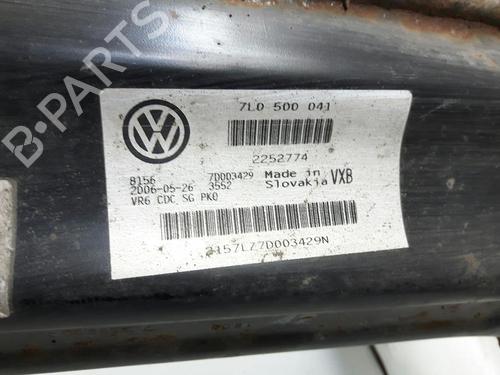 7L0 500 041
2252774
8156 7D003429 Made in VXB
2006-05-26 3552 Slovakia
VR6 CDC SG PKQ
2157LZ7D003429N
B-PARTS